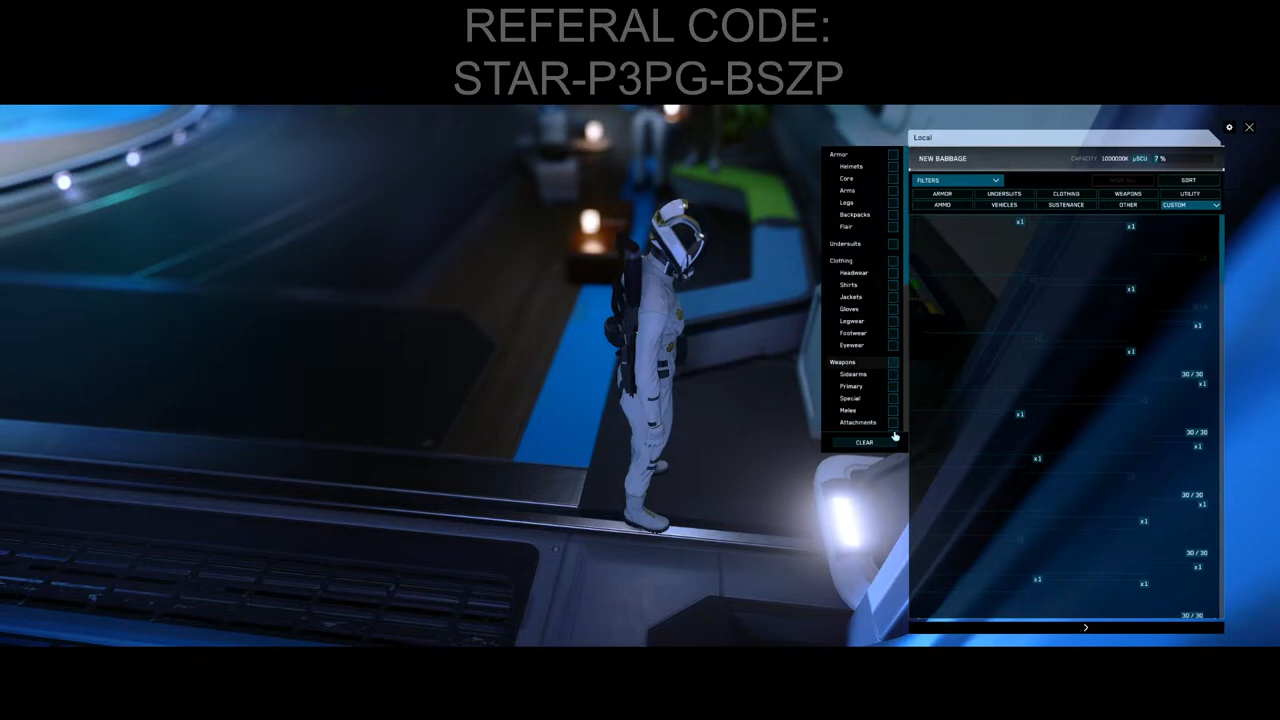 REFERAL CODE:
STAR-P3PG-BSZP
Local
NEW BABBAGE CAPACITY 1000000K µSCU 7 %
FILTERS SORT
ARMOR UNDERSUITS CLOTHING WEAPONS UTILITY
AMMO VEHICLES SUSTENANCE OTHER CUSTOM
Armor
Helmets
Core
Arms
Legs
Backpacks
Flair
Undersuits
Clothing
Headwear
Shirts
Jackets
Gloves
Legwear
Footwear
Eyewear
Weapons
Sidearms
Primary
Special
Melee
Attachments
CLEAR
x1 x1
x1
x1
x1
30 / 30
x1
x1
30 / 30
x1
x1
30 / 30
x1
x1
30 / 30
x1
x1
x1
30 / 30